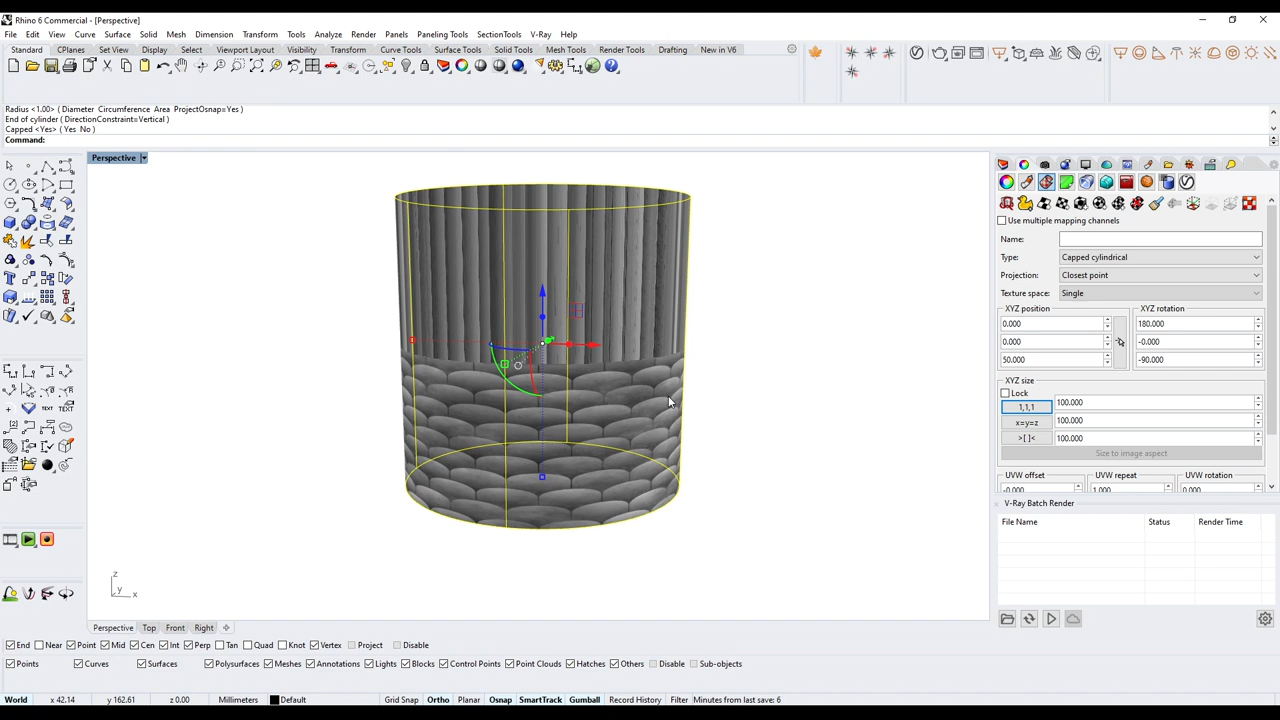 Rhino 6 Commercial - [Perspective]
File Edit View Curve Surface Solid Mesh Dimension Transform Tools Analyze Render Panels Paneling Tools SectionTools V-Ray Help
Standard CPlanes Set View Display Select Viewport Layout Visibility Transform Curve Tools Surface Tools Solid Tools Mesh Tools Render Tools Drafting New in V6
Radius <1.00> ( Diameter Circumference Area ProjectOsnap=Yes )
End of cylinder ( DirectionConstraint=Vertical )
Capped <Yes> ( Yes No )
Command:
Perspective
Use multiple mapping channels
Name:
Type: Capped cylindrical
Projection: Closest point
Texture space: Single
XYZ position XYZ rotation
0.000 180.000
0.000 -0.000
50.000 -90.000
XYZ size
Lock
1,1,1 100.000
x=y=z 100.000
>[ ]< 100.000
Size to image aspect
UVW offset UVW repeat UVW rotation
-0.000 1.000 0.000
V-Ray Batch Render
File Name Status Render Time
TEXT TEXT
z
y x
Perspective Top Front Right
End Near Point Mid Cen Int Perp Tan Quad Knot Vertex Project Disable
Points Curves Surfaces Polysurfaces Meshes Annotations Lights Blocks Control Points Point Clouds Hatches Others Disable Sub-objects
World x 42.14 y 162.61 z 0.00 Millimeters Default Grid Snap Ortho Planar Osnap SmartTrack Gumball Record History Filter Minutes from last save: 6